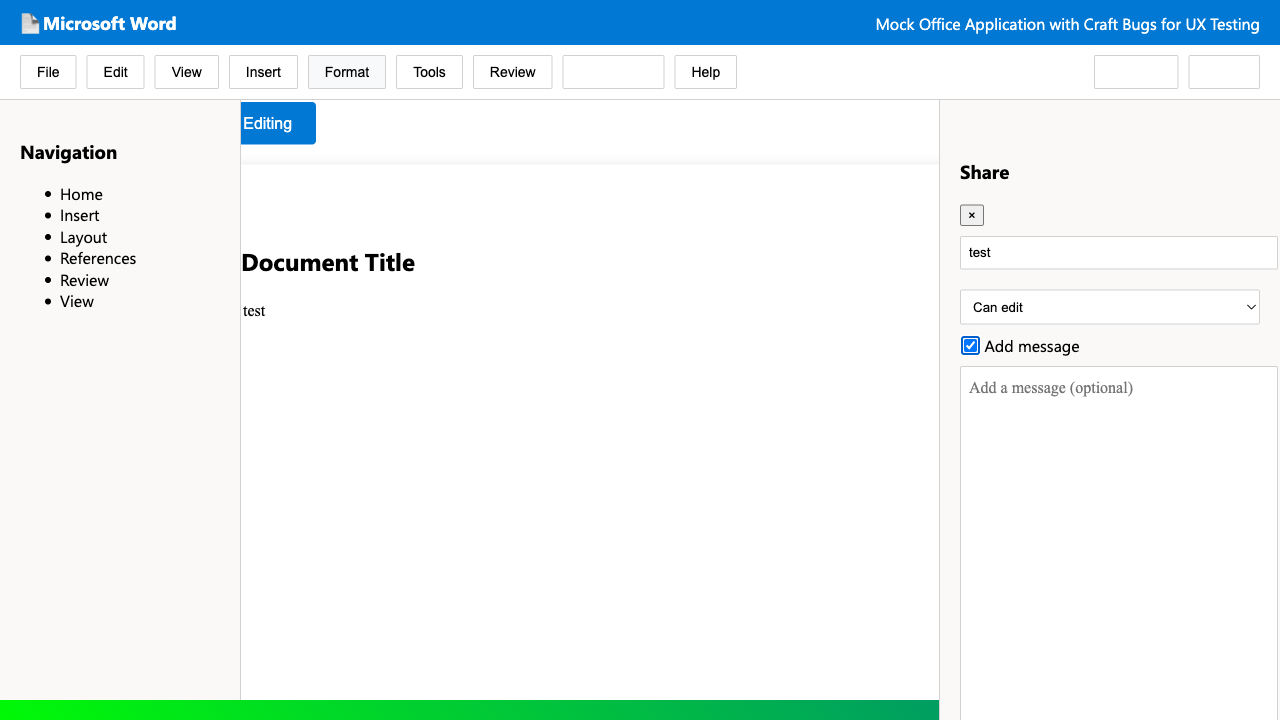 Microsoft Word
Mock Office Application with Craft Bugs for UX Testing
File
Edit
View
Insert
Format
Tools
Review
Help
Navigation
Home
Insert
Layout
References
Review
View
Editing
Document Title
test
Share
×
test
Can edit
Add message
Add a message (optional)